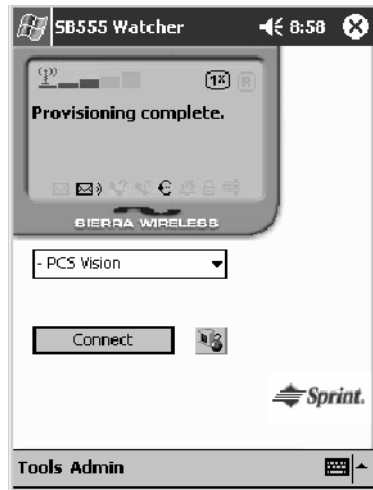 SB555 Watcher 8:58
1X R
Provisioning complete.
SIERRA WIRELESS
- PCS Vision
Connect
Sprint.
Tools Admin